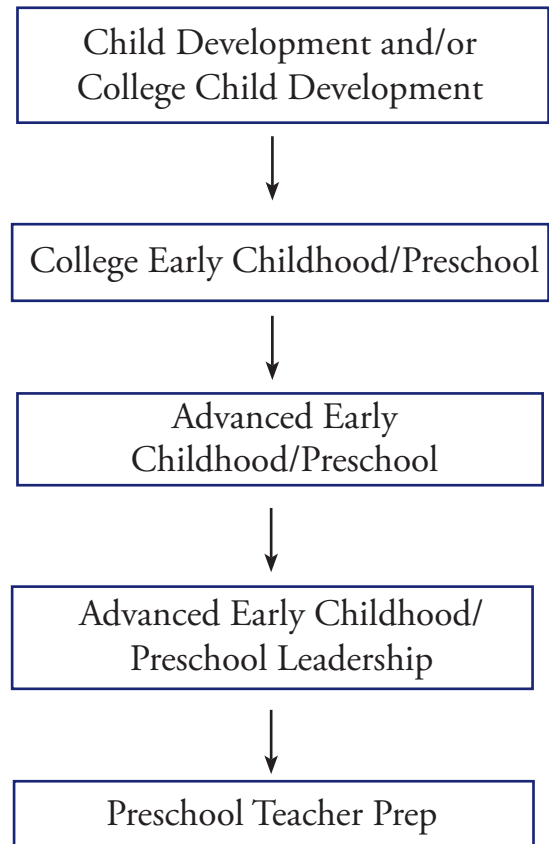 Child Development and/or
College Child Development
College Early Childhood/Preschool
Advanced Early
Childhood/Preschool
Advanced Early Childhood/
Preschool Leadership
Preschool Teacher Prep